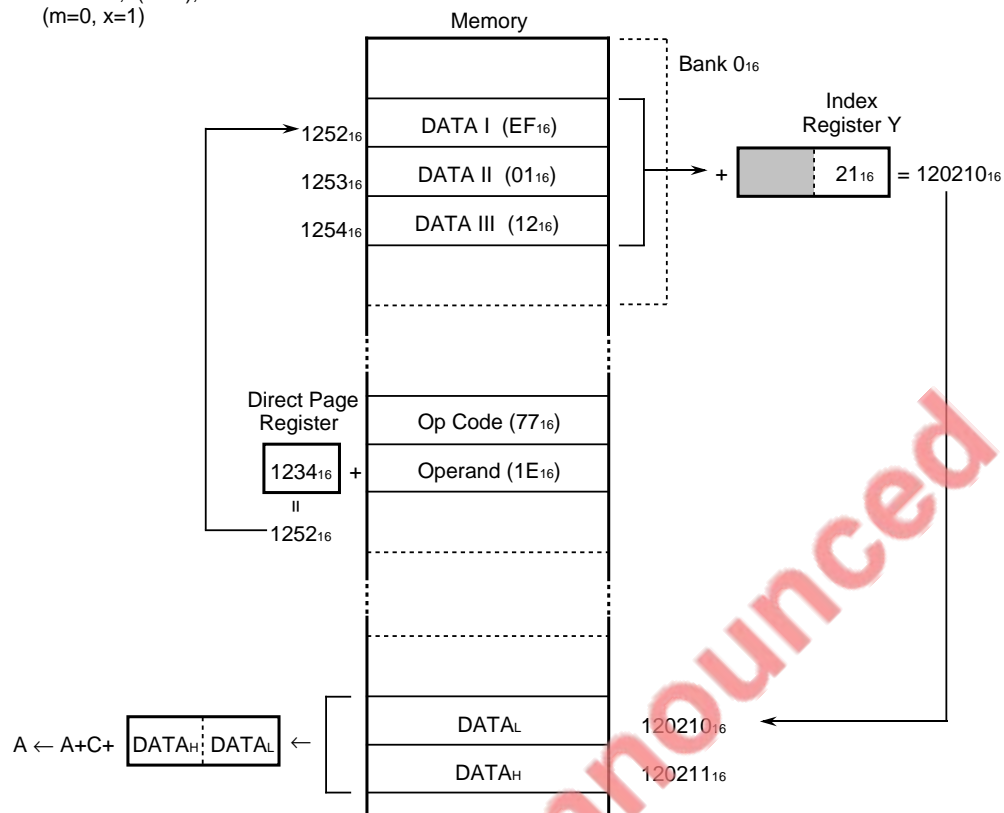 (m=0, x=1)
Memory
Bank 0₁₆
Index
Register Y
1252₁₆
DATA I (EF₁₆)
1253₁₆
DATA II (01₁₆)
+
21₁₆
= 120210₁₆
1254₁₆
DATA III (12₁₆)
Direct Page
Register
Op Code (77₁₆)
1234₁₆
+
Operand (1E₁₆)
=
1252₁₆
DATAL
120210₁₆
A ← A+C+
DATAH
DATAL
←
DATAH
120211₁₆
nounced